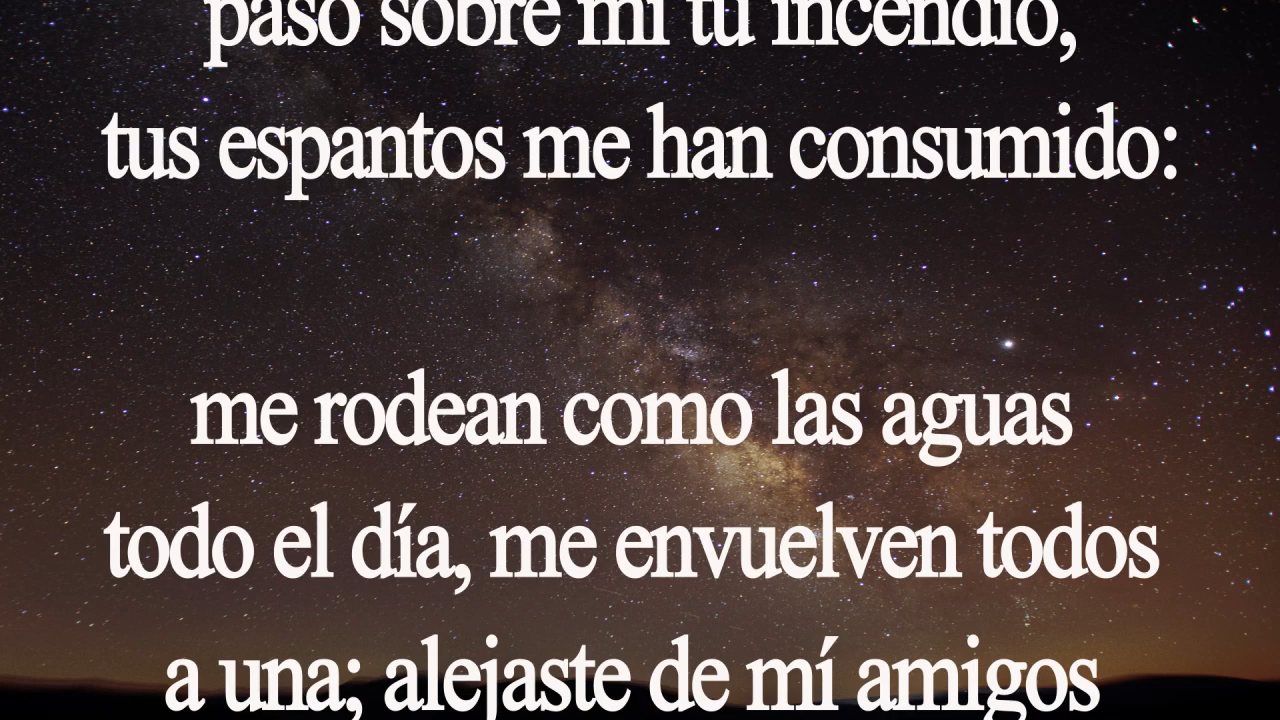 pasó sobre mí tu incendio,
tus espantos me han consumido:
me rodean como las aguas
todo el día, me envuelven todos
a una; alejaste de mí amigos